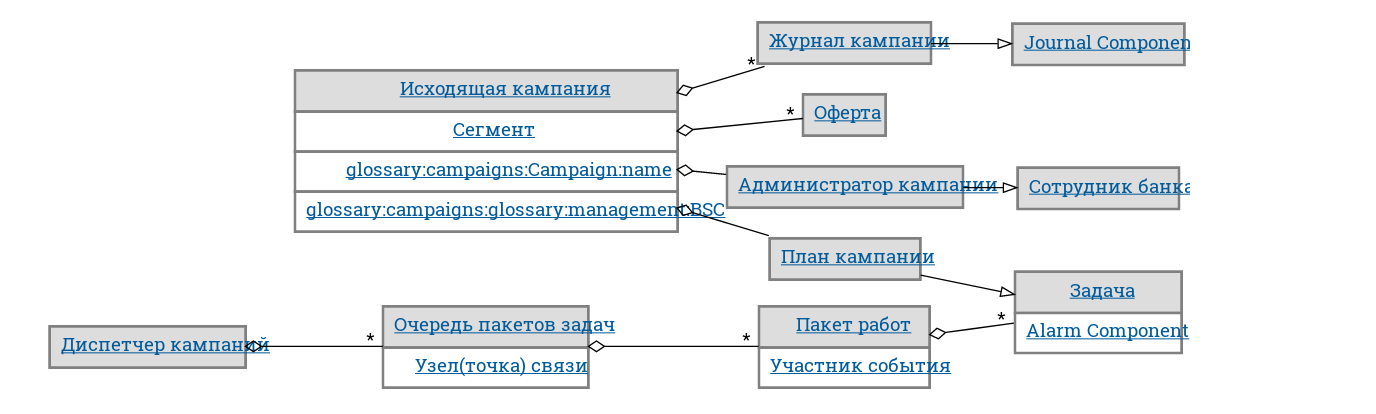 Журнал кампании
Journal Componen
*
Исходящая кампания
Оферта
*
Сегмент
glossary:campaigns:Campaign:name
Администратор кампании
Сотрудник банка
glossary:campaigns:glossary:management:BSC
План кампании
Задача
*
Alarm Component
Диспетчер кампаний
*
Очередь пакетов задач
*
Пакет работ
Узел(точка) связи
Участник события